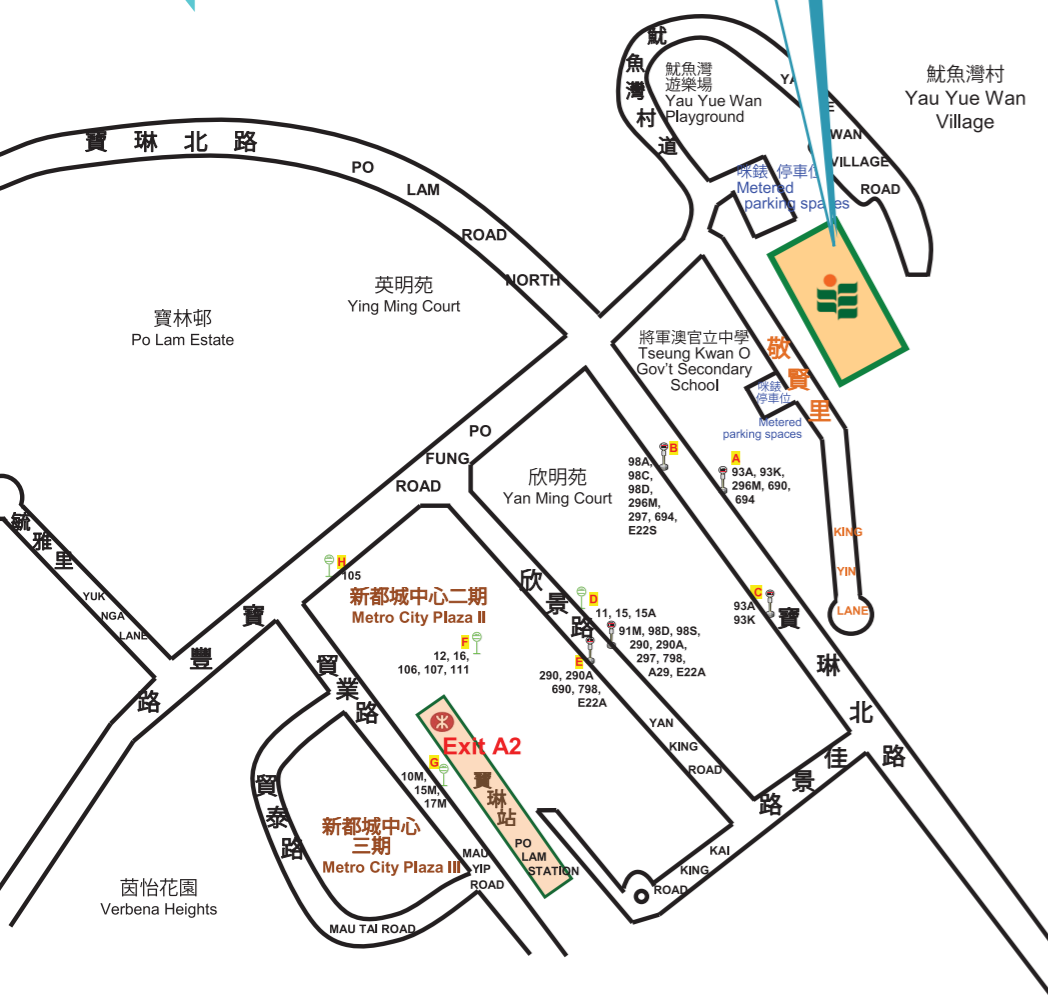 魷魚灣村
Yau Yue Wan
Village
魷魚灣村道
魷魚灣
遊樂場
Yau Yue Wan
Playground
WAN
VILLAGE
ROAD
咪錶 停車位
Metered
parking spaces
寶琳北路
PO
LAM
ROAD
NORTH
英明苑
Ying Ming Court
寶林邨
Po Lam Estate
將軍澳官立中學
Tseung Kwan O
Gov't Secondary
School
敬賢里
咪錶
停車位
Metered
parking spaces
KING
YIN
LANE
PO
FUNG
ROAD
欣明苑
Yan Ming Court
B
98A,
98C,
98D,
296M,
297, 694,
E22S
A
93A, 93K,
296M, 690,
694
C
93A
93K
毓雅里
YUK
NGA
LANE
H
105
新都城中心二期
Metro City Plaza II
欣景路
D
11, 15, 15A
91M, 98D, 98S,
290, 290A,
297, 798,
A29, E22A
E
290, 290A
690, 798,
E22A
F
12, 16,
106, 107, 111
寶豐路
貿業路
寶琳北路
YAN
KING
ROAD
Exit A2
G
10M,
15M,
17M
寶琳站
PO
LAM
STATION
貿泰路
新都城中心
三期
Metro City Plaza III
MAU
YIP
ROAD
景佳路
KAI
KING
ROAD
茵怡花園
Verbena Heights
MAU TAI ROAD